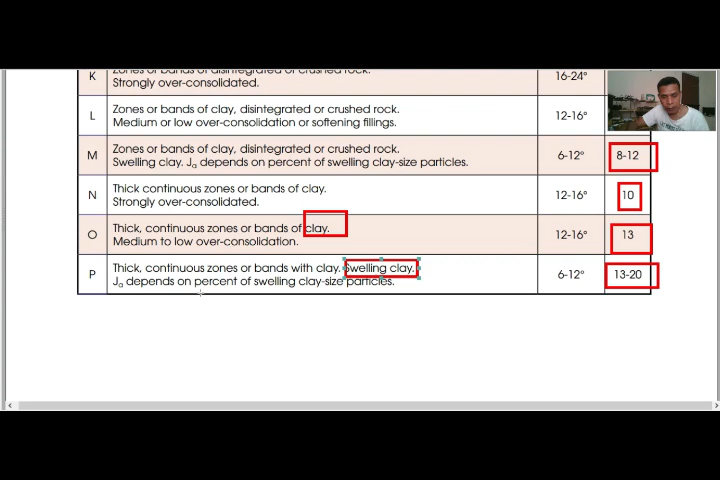 K Zones or bands of disintegrated or crushed rock. 16-24°
Strongly over-consolidated.
L Zones or bands of clay, disintegrated or crushed rock. 12-16°
Medium or low over-consolidation or softening fillings.
M Zones or bands of clay, disintegrated or crushed rock. 6-12° 8-12
Swelling clay. Ja depends on percent of swelling clay-size particles.
N Thick continuous zones or bands of clay. 12-16° 10
Strongly over-consolidated.
O Thick, continuous zones or bands of clay. 12-16° 13
Medium to low over-consolidation.
P Thick, continuous zones or bands with clay. Swelling clay. 6-12° 13-20
Ja depends on percent of swelling clay-size particles.